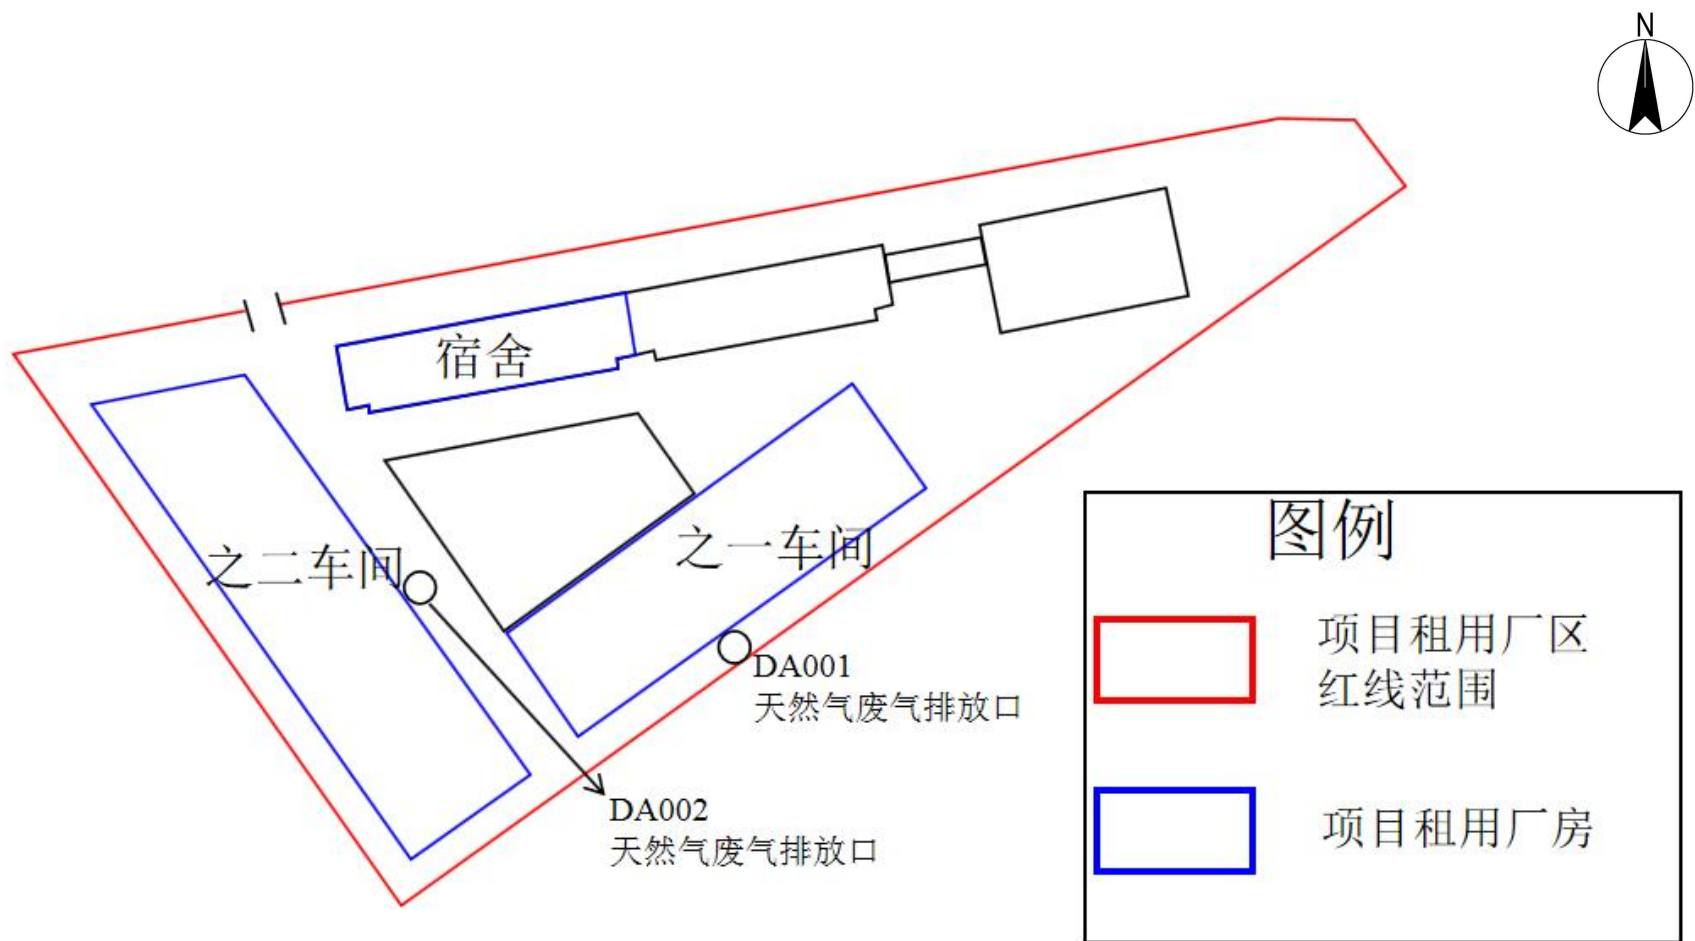 N
宿舍
之二车间
之一车间
DA001
天然气废气排放口
DA002
天然气废气排放口
图例
项目租用厂区
红线范围
项目租用厂房